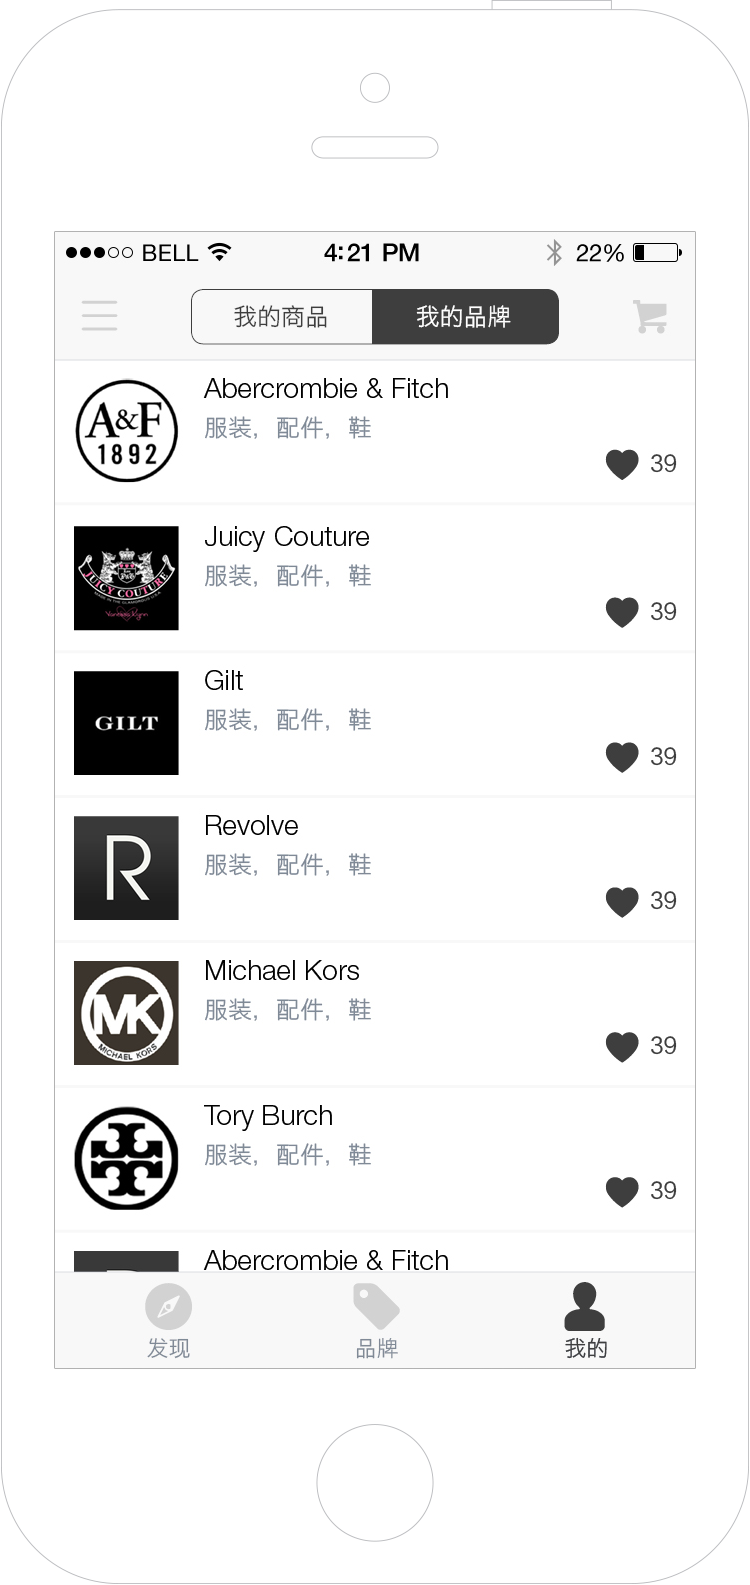 BELL 4:21 PM 22%
我的商品 我的品牌
A&F
1892
Abercrombie & Fitch
服装，配件，鞋
39
JUICY COUTURE
Juicy Couture
服装，配件，鞋
39
GILT
Gilt
服装，配件，鞋
39
R
Revolve
服装，配件，鞋
39
MK
MICHAEL KORS
Michael Kors
服装，配件，鞋
39
Tory Burch
服装，配件，鞋
39
Abercrombie & Fitch
发现 品牌 我的